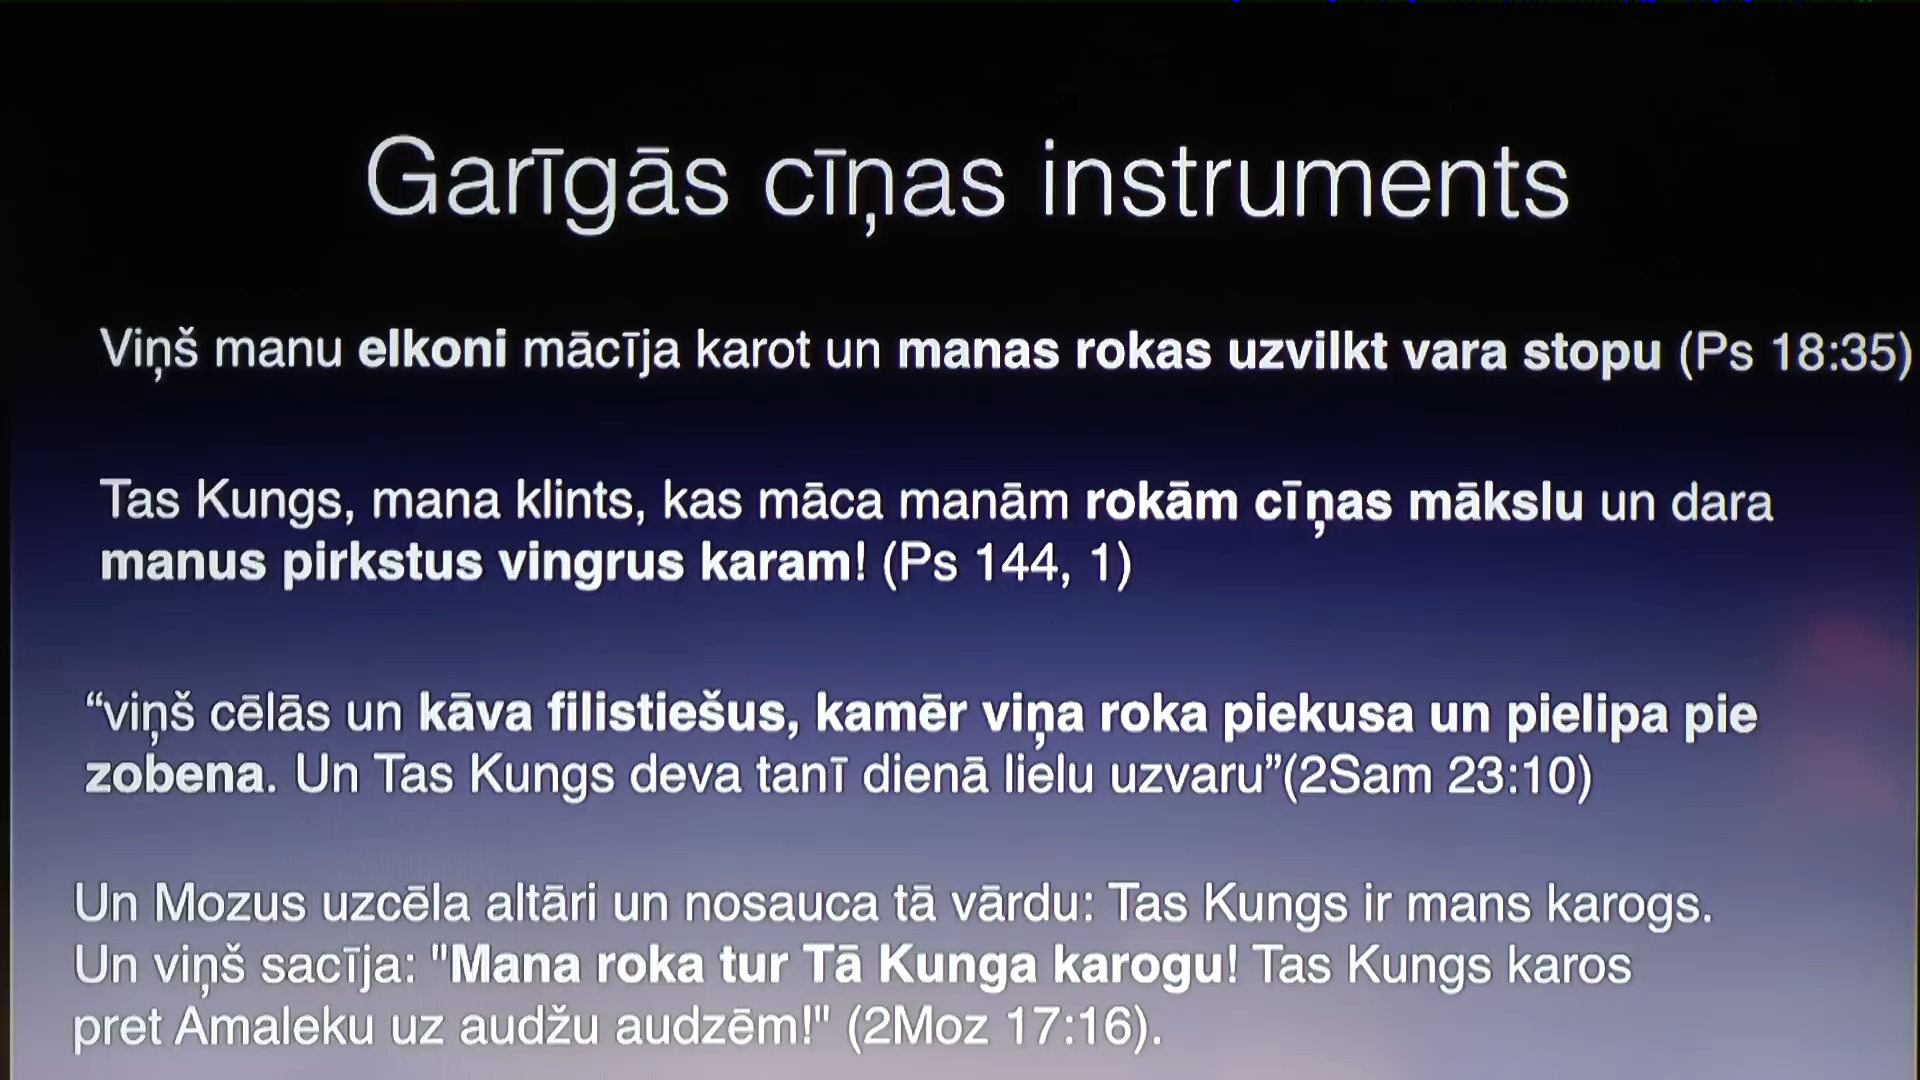 Garīgās cīņas instruments
Viņš manu elkoni mācīja karot un manas rokas uzvilkt vara stopu (Ps 18:35)
Tas Kungs, mana klints, kas māca manām rokām cīņas mākslu un dara
manus pirkstus vingrus karam! (Ps 144, 1)
“viņš cēlās un kāva filistiešus, kamēr viņa roka piekusa un pielipa pie
zobena. Un Tas Kungs deva tanī dienā lielu uzvaru”(2Sam 23:10)
Un Mozus uzcēla altāri un nosauca tā vārdu: Tas Kungs ir mans karogs.
Un viņš sacīja: "Mana roka tur Tā Kunga karogu! Tas Kungs karos
pret Amaleku uz audžu audzēm!" (2Moz 17:16).